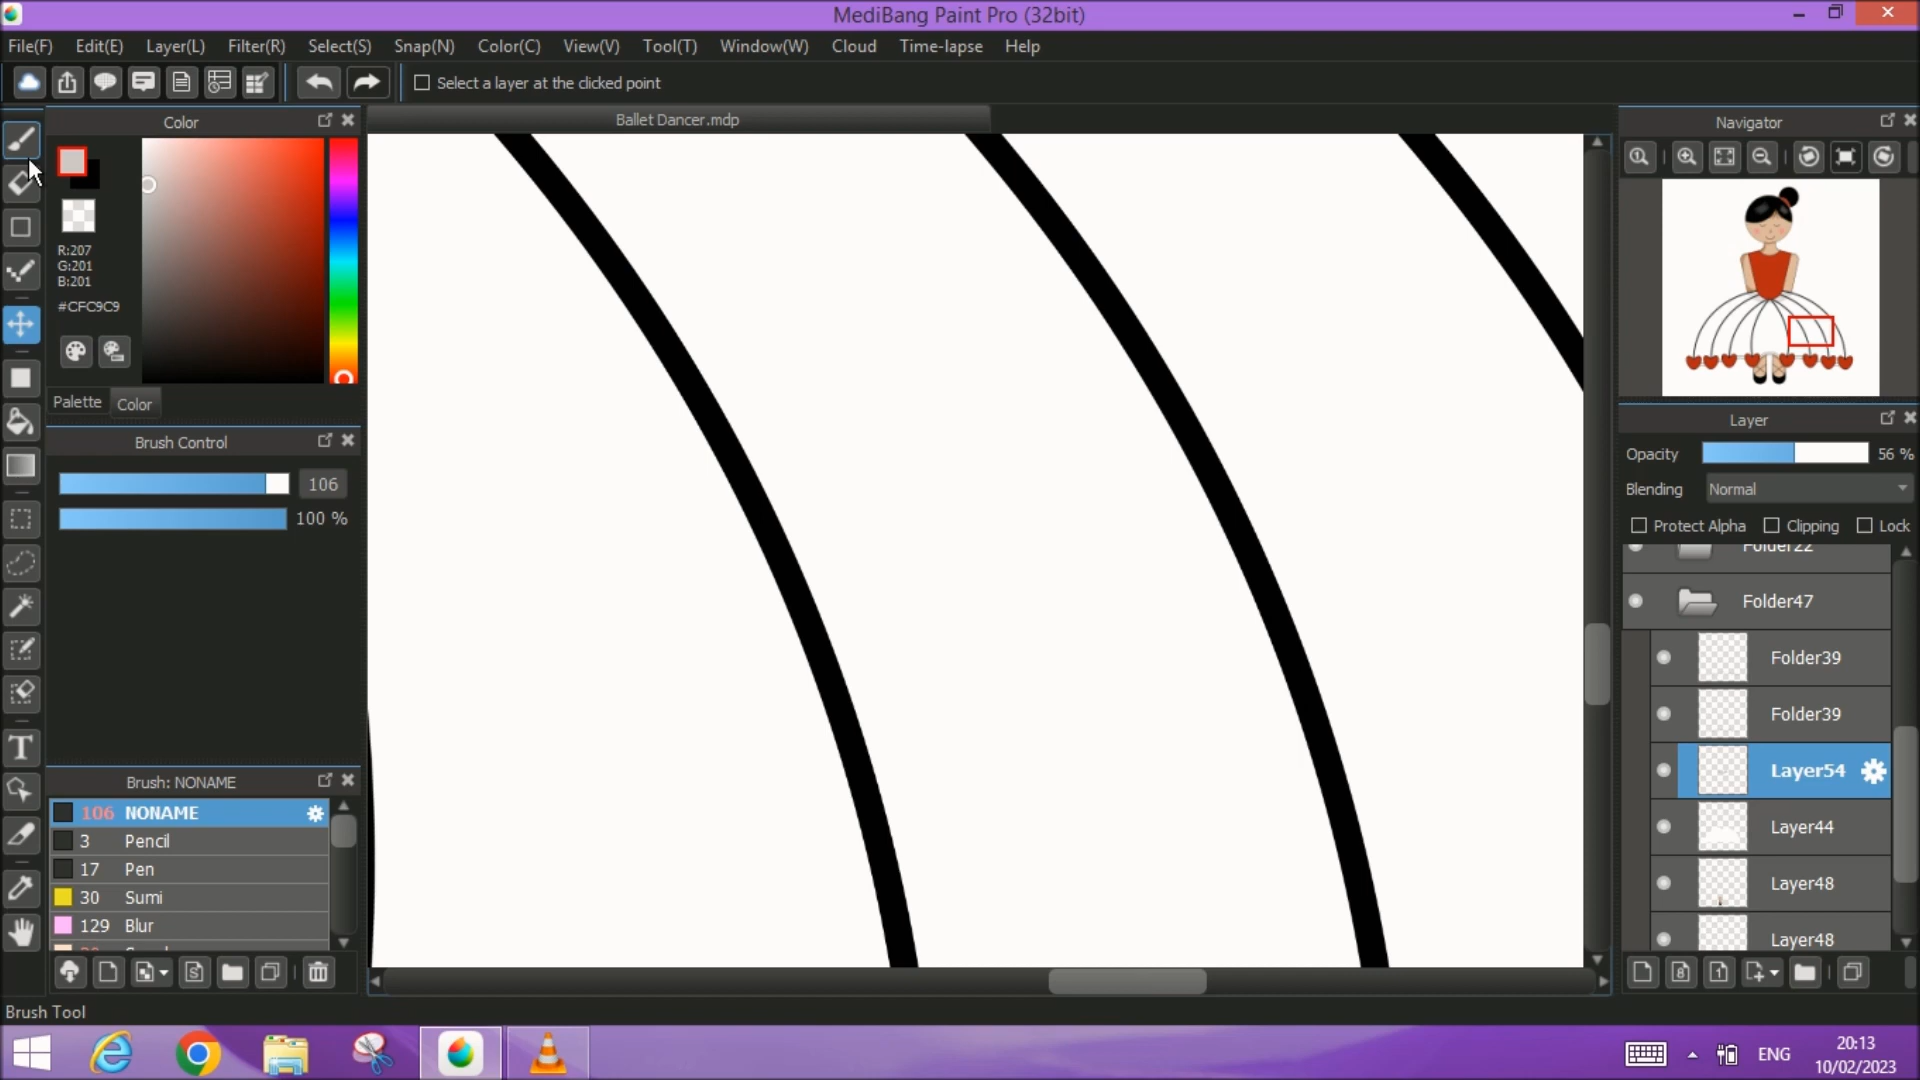 MediBang Paint Pro (32bit)
File(F) Edit(E) Layer(L) Filter(R) Select(S) Snap(N) Color(C) View(V) Tool(T) Window(W) Cloud Time-lapse Help
Select a layer at the clicked point
Color
Ballet Dancer.mdp
Navigator
R:207
G:201
B:201
#CFC9C9
Palette Color
Brush Control
106
100 %
Layer
Opacity 56 %
Blending Normal
Protect Alpha Clipping Lock
Folder22
Folder47
Folder39
Folder39
Layer54
Layer44
Layer48
Layer48
Brush: NONAME
106 NONAME
3 Pencil
17 Pen
30 Sumi
129 Blur
Brush Tool
ENG
20:13
10/02/2023